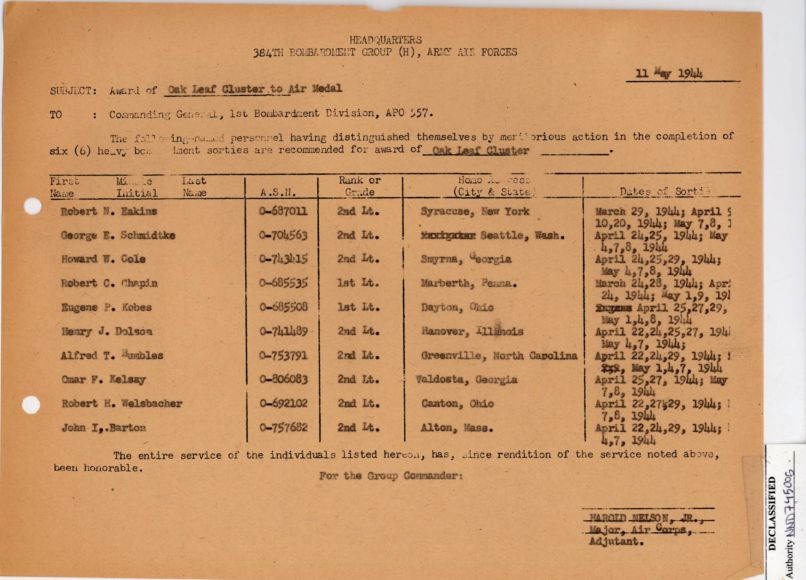 HEADQUARTERS
384TH BOMBARDMENT GROUP (H), ARMY AIR FORCES
11 May 1944
SUBJECT: Award of Oak Leaf Cluster to Air Medal
TO : Commanding General, 1st Bombardment Division, APO 557.
The following-named personnel having distinguished themselves by meritorious action in the completion of
six (6) heavy bombardment sorties are recommended for award of Oak Leaf Cluster .
First Middle Last Rank or Home Address
Name Initial Name A.S.N. Grade (City & State) Dates of Sortie
Robert N. Eakins O-687011 2nd Lt. Syracuse, New York March 29, 1944; April
10,20, 1944; May 7,8,
George E. Schmidtke O-704563 2nd Lt. Seattle, Wash. April 24,25, 1944; May
4,7,8, 1944
Howard W. Cole O-743415 2nd Lt. Smyrna, Georgia April 24,25,29, 1944;
May 4,7,8, 1944
Robert C. Chapin O-685535 1st Lt. Marberth, Penna. March 24,28, 1944; Apr
24, 1944; May 1,9, 19
Eugene P. Kobes O-685508 1st Lt. Dayton, Ohio April 25,27,29,
May 1,4,8, 1944
Henry J. Dolson O-741489 2nd Lt. Hanover, Illinois April 22,24,25,27, 194
May 4,7, 1944;
Alfred T. Humbles O-753791 2nd Lt. Greenville, North Carolina April 22,24,29, 1944;
May 1,4,7, 1944
Omar F. Kelsay O-806083 2nd Lt. Valdosta, Georgia April 25,27, 1944; May
7,8, 1944
Robert H. Welsbacher O-692102 2nd Lt. Canton, Ohio April 22,27,29, 1944;
7,8, 1944
John I,.Barton O-757682 2nd Lt. Alton, Mass. April 22,24,29, 1944;
4,7, 1944
The entire service of the individuals listed hereon, has, since rendition of the service noted above,
been honorable.
For the Group Commander:
HAROLD NELSON, JR.,
Major, Air Corps,
Adjutant.
DECLASSIFIED
Authority NND745005